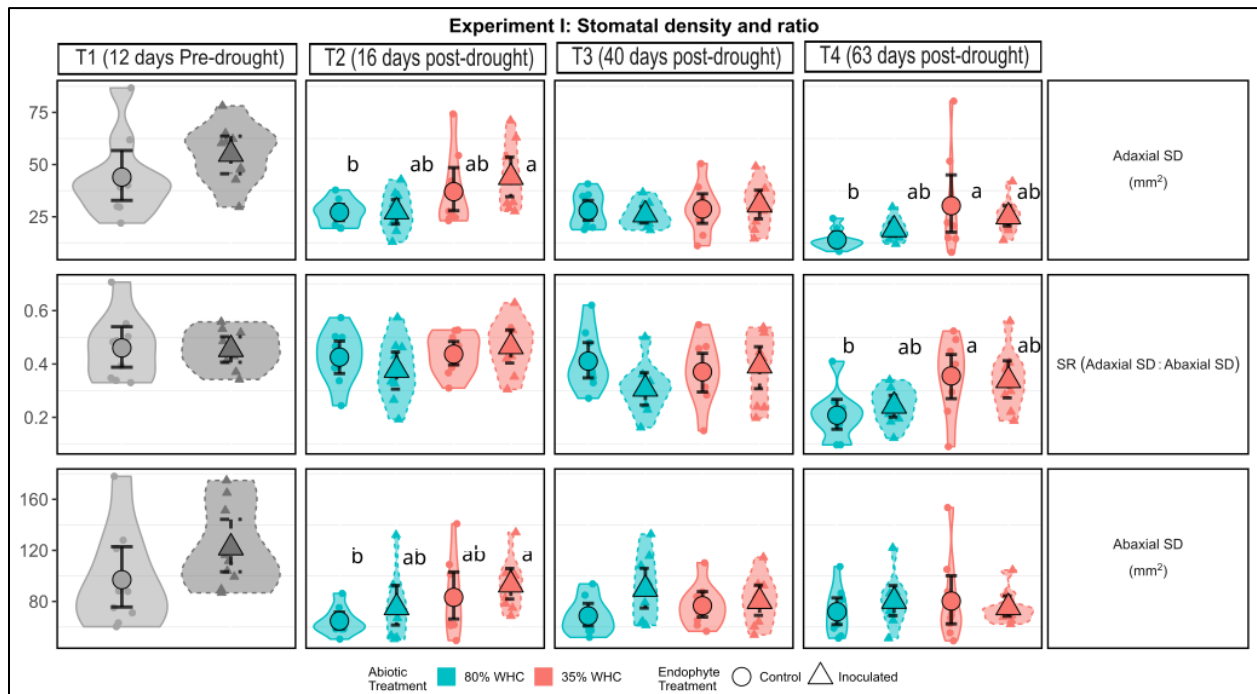 Experiment I: Stomatal density and ratio
T1 (12 days Pre-drought) T2 (16 days post-drought) T3 (40 days post-drought) T4 (63 days post-drought)
75
50
25
b ab ab a
b ab a ab
Adaxial SD
(mm²)
0.6
0.4
0.2
b ab a ab
SR (Adaxial SD : Abaxial SD)
160
120
80
b ab ab a
Abaxial SD
(mm²)
Abiotic
Treatment
80% WHC 35% WHC
Endophyte
Treatment
Control Inoculated